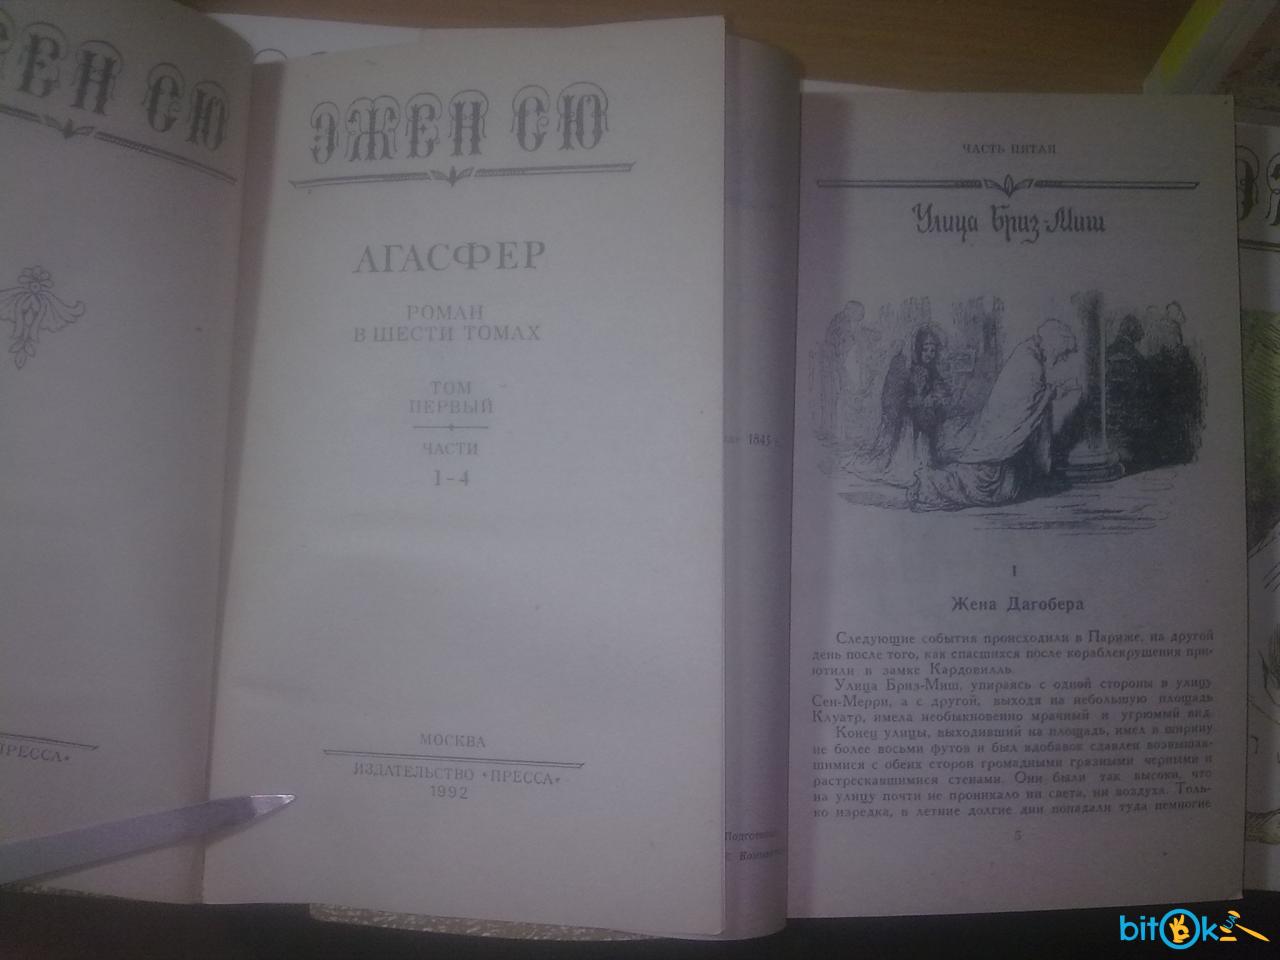 ЖЕН СЮ
ПРЕССА»
ЭЖЕН СЮ
АГАСФЕР
РОМАН
В ШЕСТИ ТОМАХ
ТОМ
ПЕРВЫЙ
ЧАСТИ
1-4
МОСКВА
ИЗДАТЕЛЬСТВО «ПРЕССА»
1992
1845 г.
ЧАСТЬ ПЯТАЯ
Улица Бриз-Миш
I
Жена Дагобера
Следующие события происходили в Париже, на другой
день после того, как спасшихся после кораблекрушения при-
ютили в замке Кардовилль.
Улица Бриз-Миш, упираясь с одной стороны в улицу
Сен-Мерри, а с другой, выходя на небольшую площадь
Клуатр, имела необыкновенно мрачный и угрюмый вид.
Конец улицы, выходивший на площадь, имел в ширину
не более восьми футов и был вдобавок сдавлен возвышав-
шимися с обеих сторон громадными грязными черными и
растрескавшимися стенами. Они были так высоки, что
на улицу почти не проникало ни света, ни воздуха. Толь-
ко изредка, в летние долгие дни попадали туда немногие
5
bitOk UA